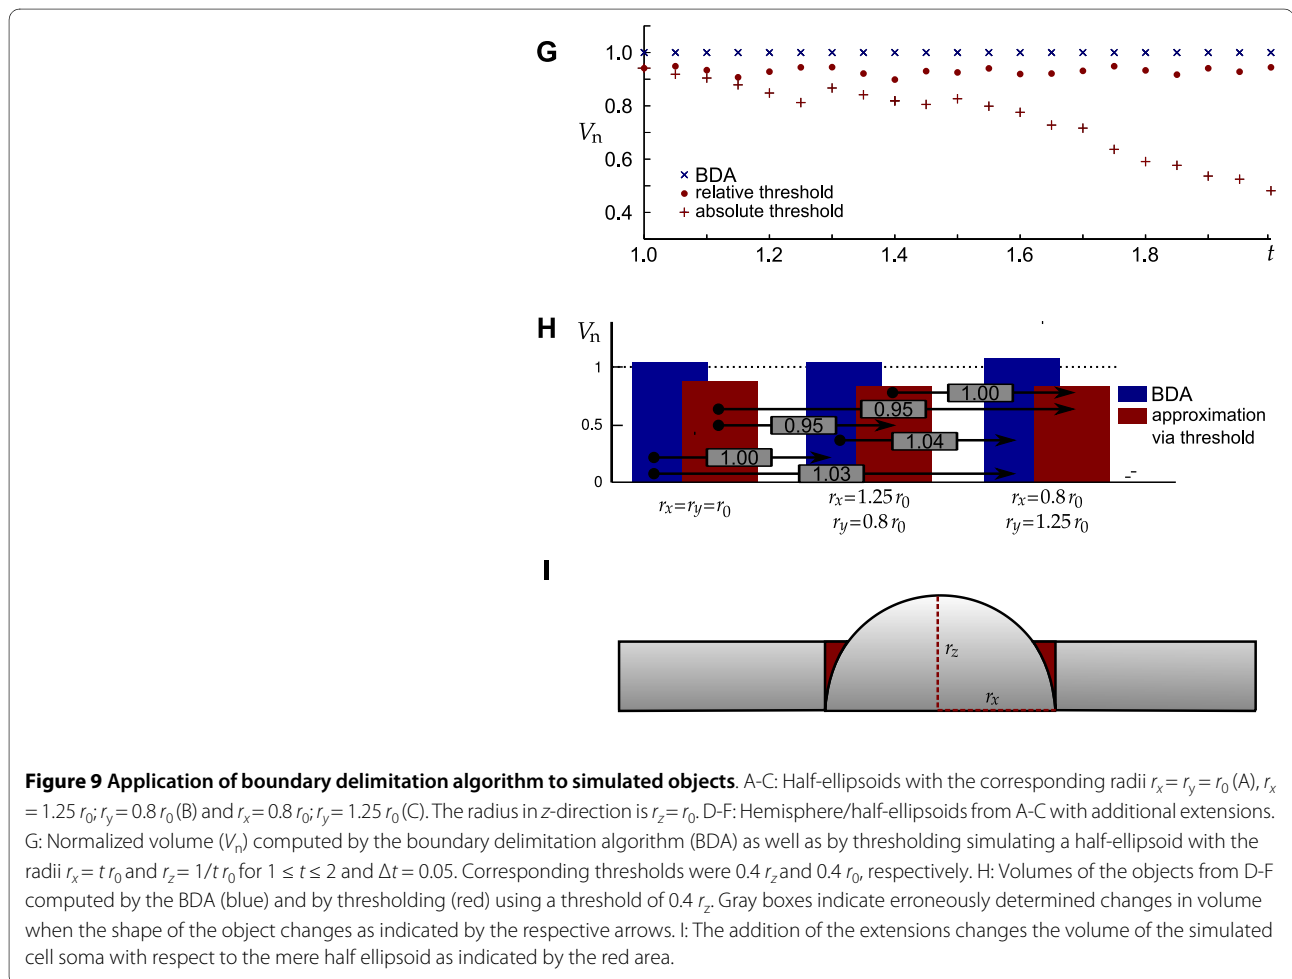 G
1.0
0.8
Vn
0.6
0.4
× BDA
• relative threshold
+ absolute threshold
1.0 1.2 1.4 1.6 1.8 t
H Vn
1
0.5
0
1.00
0.95
0.95
1.04
1.00
1.03
BDA
approximation
via threshold
rx=ry=r0
rx=1.25 r0
ry=0.8 r0
rx=0.8 r0
ry=1.25 r0
I
rz
rx
Figure 9 Application of boundary delimitation algorithm to simulated objects. A-C: Half-ellipsoids with the corresponding radii rx = ry = r0 (A), rx
= 1.25 r0; ry = 0.8 r0 (B) and rx = 0.8 r0; ry = 1.25 r0 (C). The radius in z-direction is rz = r0. D-F: Hemisphere/half-ellipsoids from A-C with additional extensions.
G: Normalized volume (Vn) computed by the boundary delimitation algorithm (BDA) as well as by thresholding simulating a half-ellipsoid with the
radii rx = t r0 and rz = 1/t r0 for 1 ≤ t ≤ 2 and Δt = 0.05. Corresponding thresholds were 0.4 rz and 0.4 r0, respectively. H: Volumes of the objects from D-F
computed by the BDA (blue) and by thresholding (red) using a threshold of 0.4 rz. Gray boxes indicate erroneously determined changes in volume
when the shape of the object changes as indicated by the respective arrows. I: The addition of the extensions changes the volume of the simulated
cell soma with respect to the mere half ellipsoid as indicated by the red area.